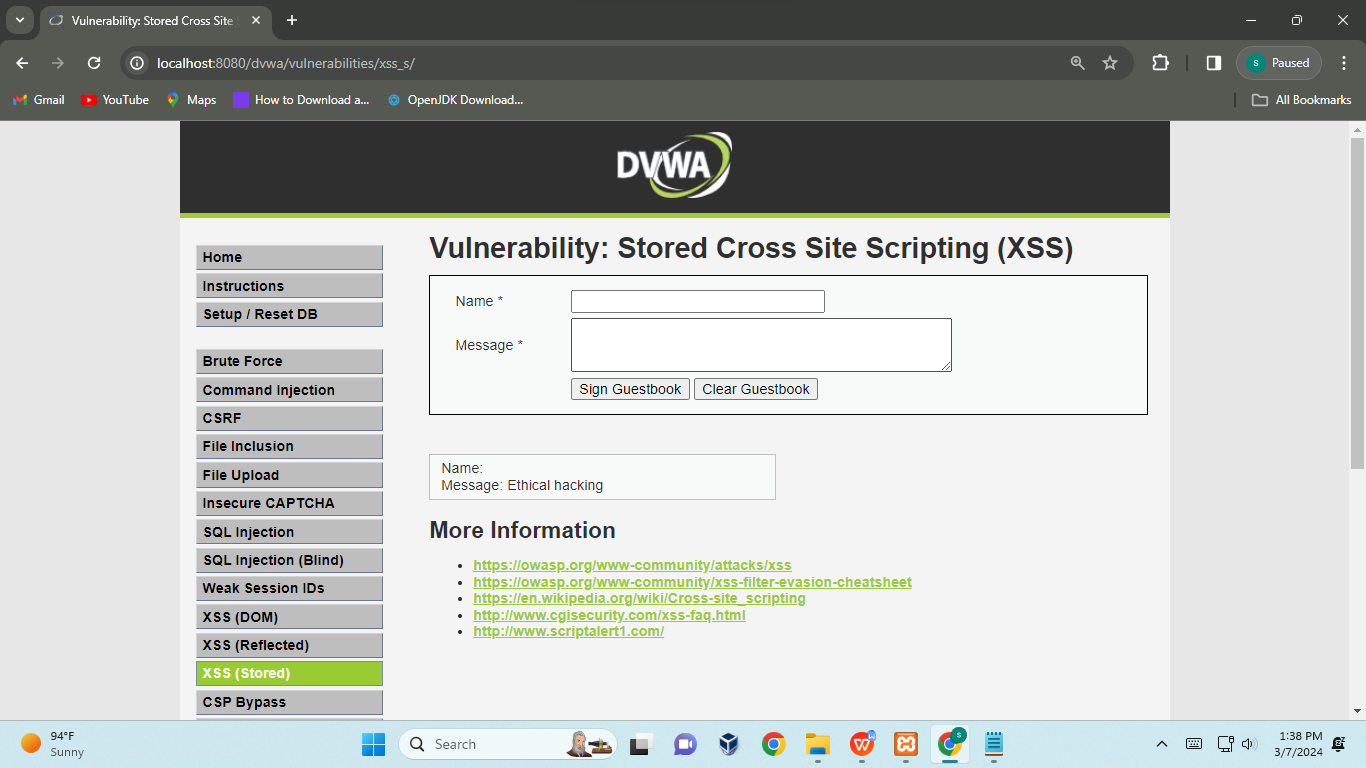 Vulnerability: Stored Cross Site
localhost:8080/dvwa/vulnerabilities/xss_s/
S
Paused
Gmail
YouTube
Maps
How to Download a...
OpenJDK Download...
All Bookmarks
DVWA
Home
Instructions
Setup / Reset DB
Brute Force
Command Injection
CSRF
File Inclusion
File Upload
Insecure CAPTCHA
SQL Injection
SQL Injection (Blind)
Weak Session IDs
XSS (DOM)
XSS (Reflected)
XSS (Stored)
CSP Bypass
Vulnerability: Stored Cross Site Scripting (XSS)
Name *
Message *
Sign Guestbook Clear Guestbook
Name:
Message: Ethical hacking
More Information
https://owasp.org/www-community/attacks/xss
https://owasp.org/www-community/xss-filter-evasion-cheatsheet
https://en.wikipedia.org/wiki/Cross-site_scripting
http://www.cgisecurity.com/xss-faq.html
http://www.scriptalert1.com/
94°F
Sunny
Search
1:38 PM
3/7/2024